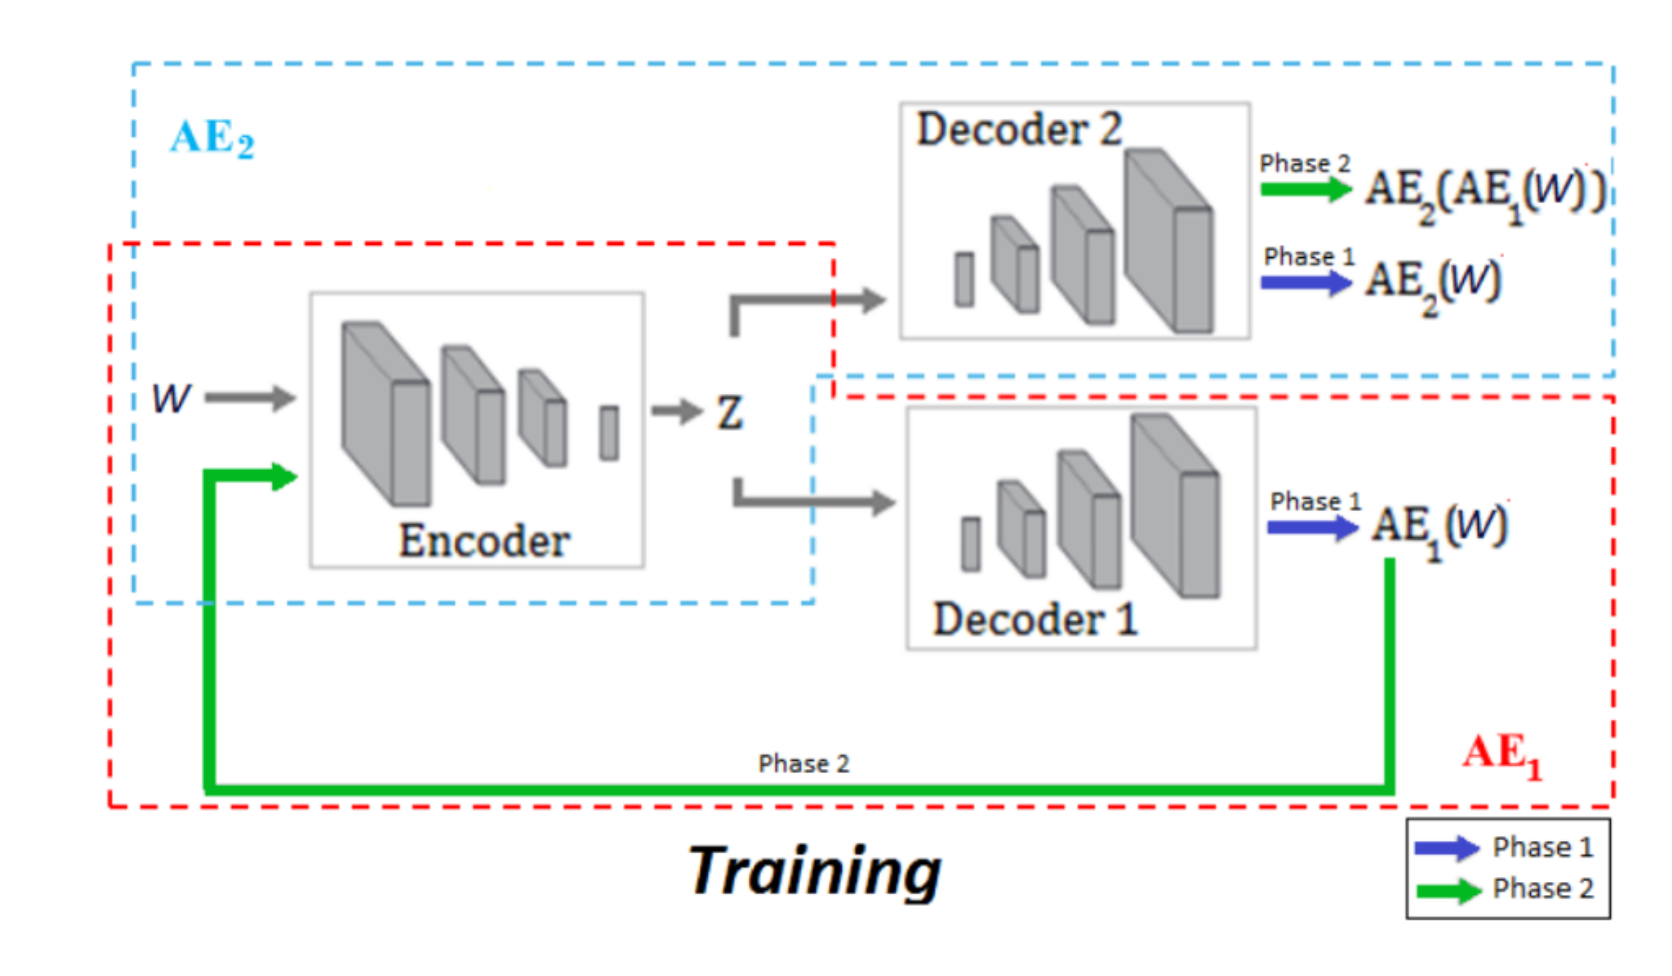 AE2
Decoder 2
Phase 2
AE2(AE1(W))
Phase 1
AE2(W)
W
Z
Encoder
Phase 1
AE1(W)
Decoder 1
Phase 2
AE1
Training
Phase 1
Phase 2